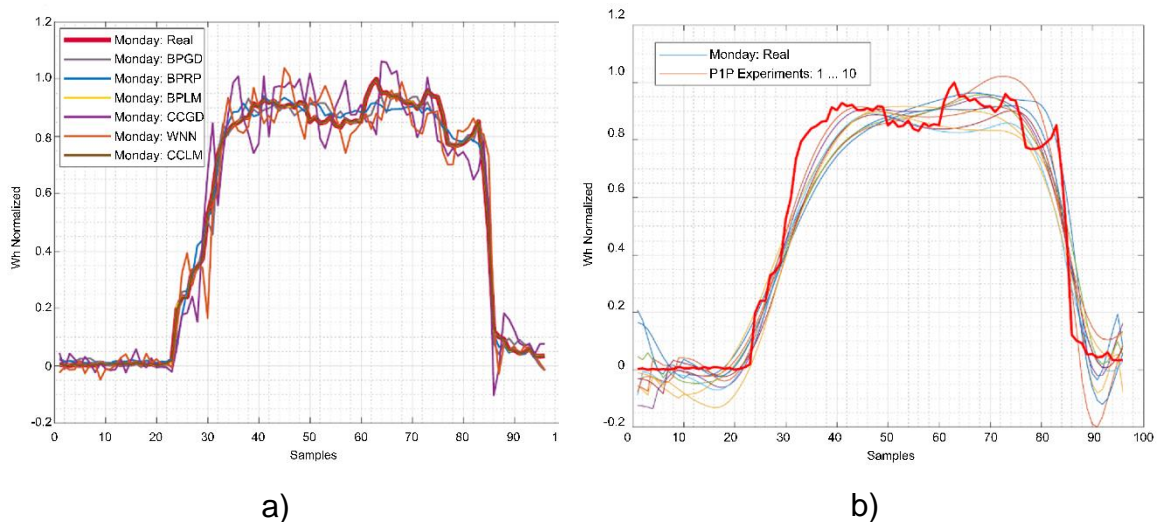 1.2
1.0
0.8
0.6
0.4
0.2
0
-0.2
Wh Normalized
Monday: Real
Monday: BPGD
Monday: BPRP
Monday: BPLM
Monday: CCGD
Monday: WNN
Monday: CCLM
0 10 20 30 40 50 60 70 80 90 1
Samples
a)
1.2
1.0
0.8
0.6
0.4
0.2
0
-0.2
Wh Normalized
Monday: Real
P1P Experiments: 1 ... 10
0 10 20 30 40 50 60 70 80 90 100
Samples
b)